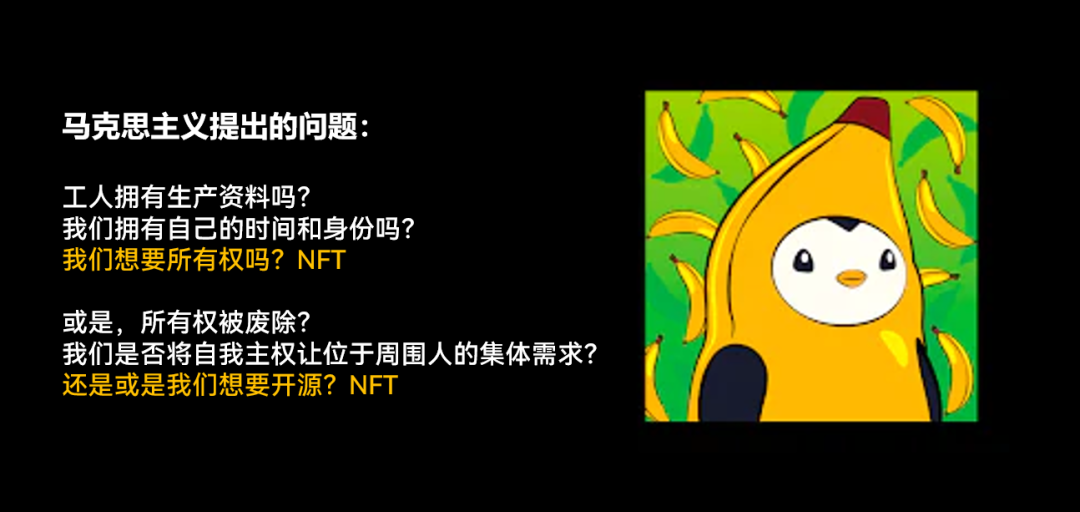 马克思主义提出的问题：
工人拥有生产资料吗？
我们拥有自己的时间和身份吗？
我们想要所有权吗？NFT
或是，所有权被废除？
我们是否将自我主权让位于周围人的集体需求？
还是或是我们想要开源？NFT